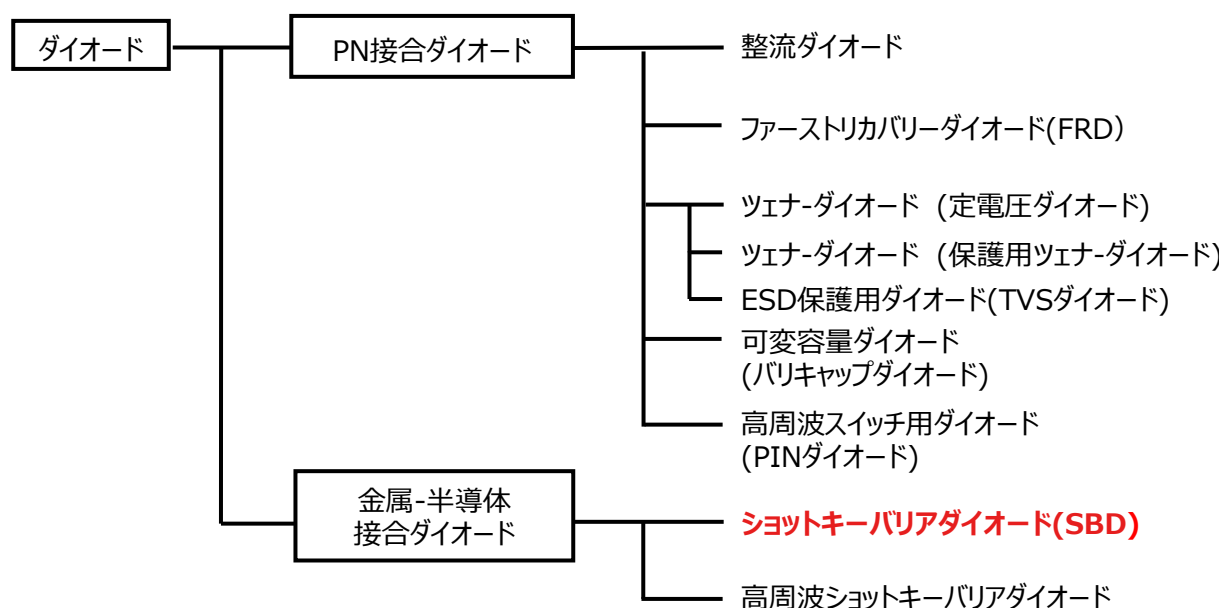 ダイオード
PN接合ダイオード
整流ダイオード
ファーストリカバリーダイオード(FRD）
ツェナ-ダイオード (定電圧ダイオード)
ツェナ-ダイオード (保護用ツェナ-ダイオード)
ESD保護用ダイオード(TVSダイオード)
可変容量ダイオード
(バリキャップダイオード)
高周波スイッチ用ダイオード
(PINダイオード)
金属-半導体
接合ダイオード
ショットキーバリアダイオード(SBD)
高周波ショットキーバリアダイオード